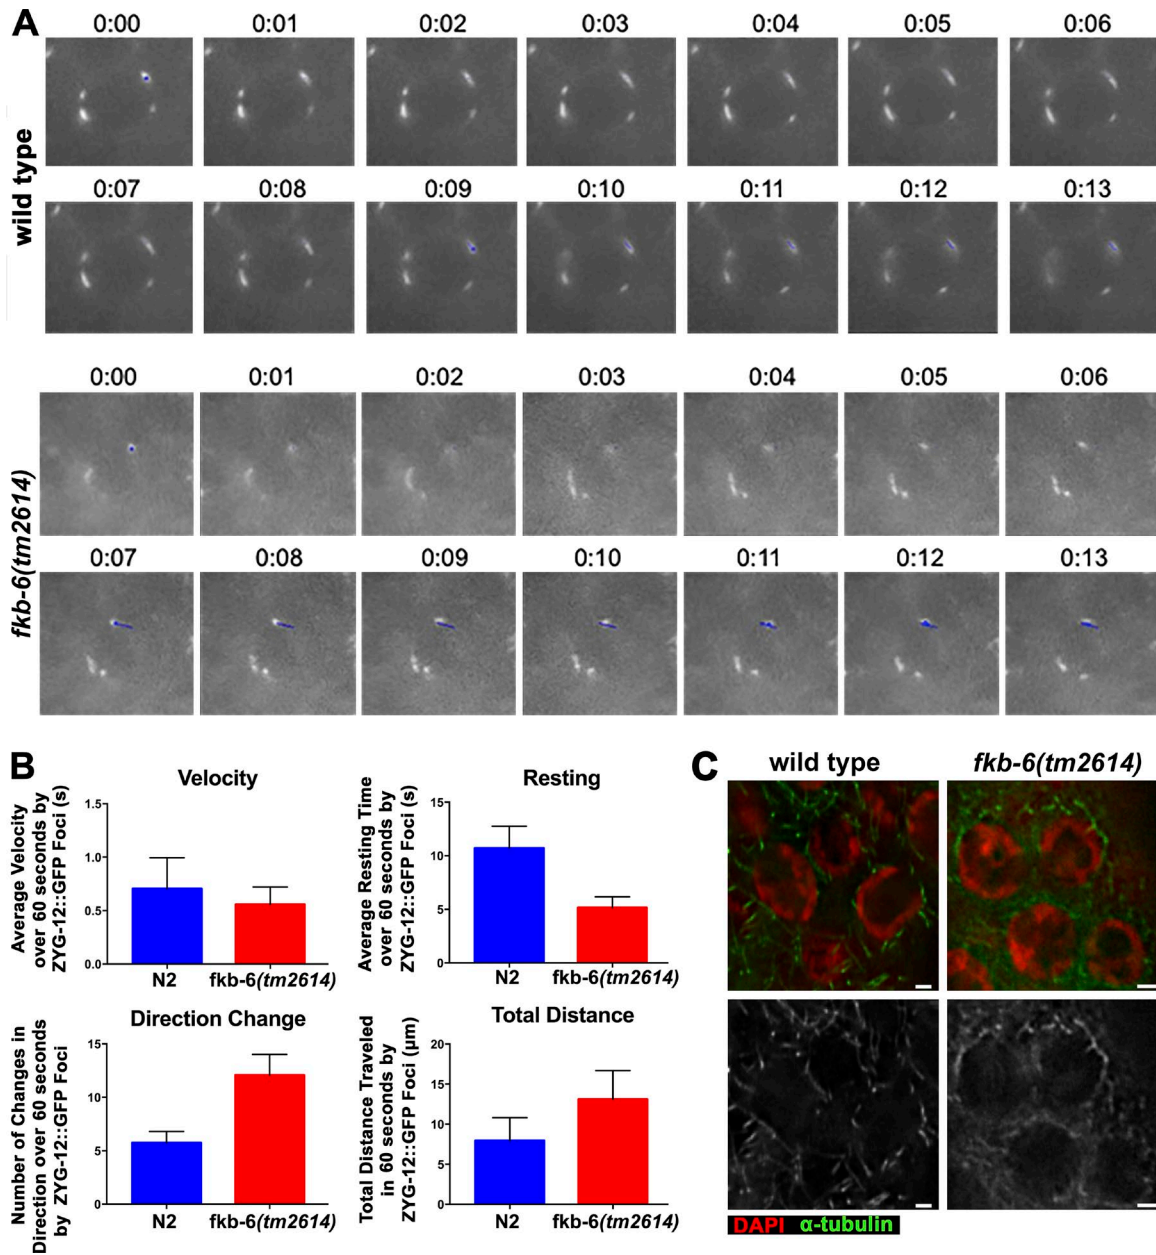 A
0:00 0:01 0:02 0:03 0:04 0:05 0:06
wild type
0:07 0:08 0:09 0:10 0:11 0:12 0:13
0:00 0:01 0:02 0:03 0:04 0:05 0:06
fkb-6(tm2614)
0:07 0:08 0:09 0:10 0:11 0:12 0:13
B
Velocity
Average Velocity
over 60 seconds by
ZYG-12::GFP Foci (s)
1.5
1.0
0.5
0.0
N2 fkb-6(tm2614)
Resting
Average Resting Time
over 60 seconds by
ZYG-12::GFP Foci (s)
15
10
5
0
N2 fkb-6(tm2614)
Direction Change
Number of Changes in
Direction over 60 seconds
by ZYG-12::GFP Foci
15
10
5
0
N2 fkb-6(tm2614)
Total Distance
Total Distance Traveled
in 60 seconds by
ZYG-12::GFP Foci (μm)
20
15
10
5
0
N2 fkb-6(tm2614)
C
wild type fkb-6(tm2614)
DAPI α-tubulin